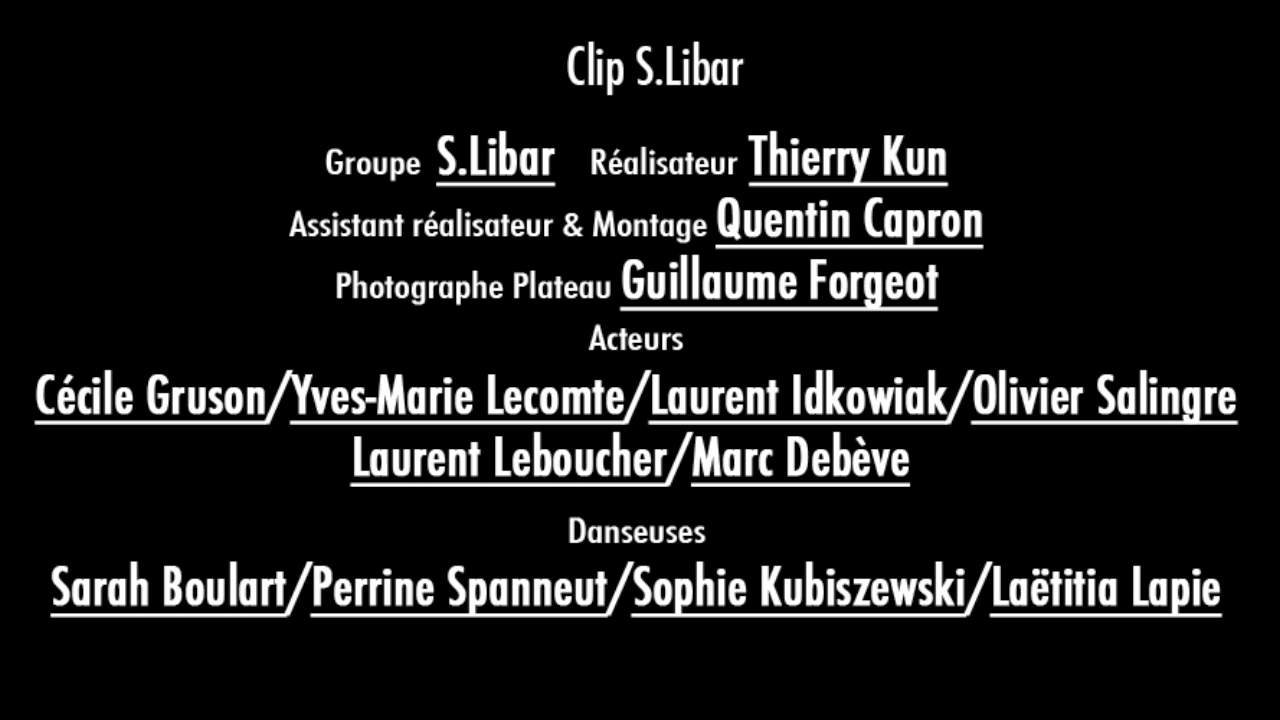 Clip S.Libar
Groupe S.Libar Réalisateur Thierry Kun
Assistant réalisateur & Montage Quentin Capron
Photographe Plateau Guillaume Forgeot
Acteurs
Cécile Gruson/Yves-Marie Lecomte/Laurent Idkowiak/Olivier Salingre
Laurent Leboucher/Marc Debève
Danseuses
Sarah Boulart/Perrine Spanneut/Sophie Kubiszewski/Laëtitia Lapie